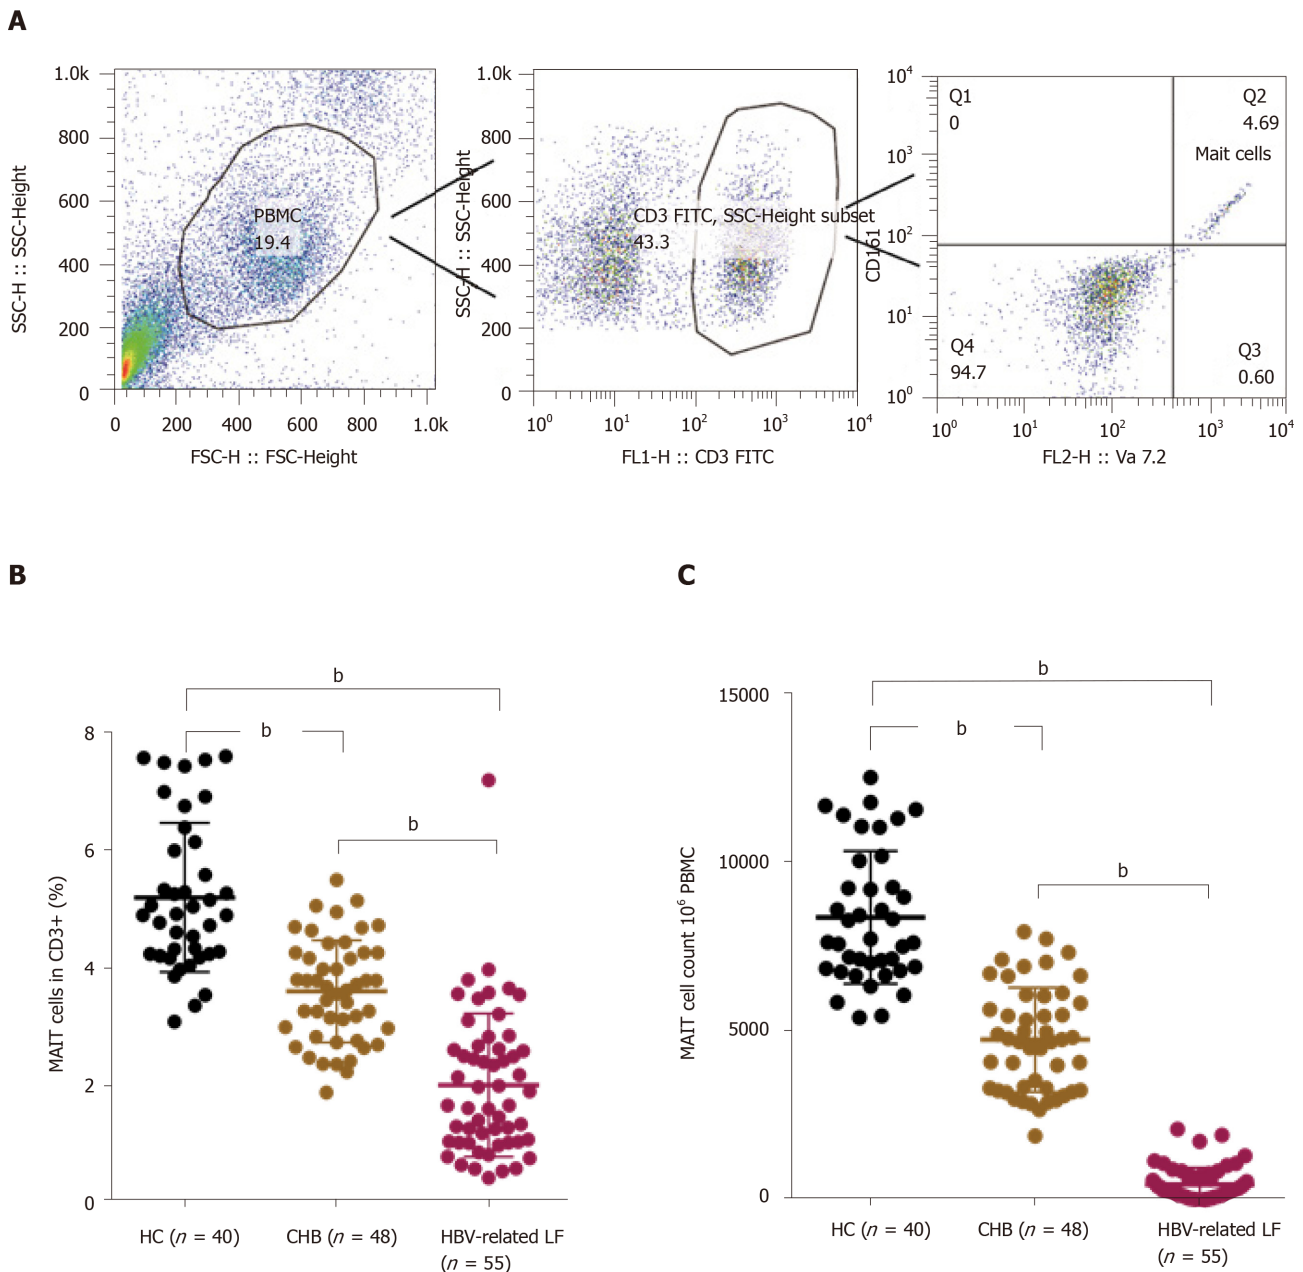 A
1.0k
800
600
400
200
0
SSC-H :: SSC-Height
PBMC
19.4
0 200 400 600 800 1.0k
FSC-H :: FSC-Height
1.0k
800
600
400
200
0
SSC-H :: SSC-Height
CD3 FITC, SSC-Height subset
43.3
10^0 10^1 10^2 10^3 10^4
FL1-H :: CD3 FITC
10^4
10^3
10^2
10^1
10^0
CD161
Q1
0
Q2
4.69
Mait cells
Q4
94.7
Q3
0.60
10^0 10^1 10^2 10^3 10^4
FL2-H :: Va 7.2
B
b
b
b
8
6
4
2
0
MAIT cells in CD3+ (%)
HC (n = 40) CHB (n = 48) HBV-related LF
(n = 55)
C
b
b
b
15000
10000
5000
0
MAIT cell count 10^6 PBMC
HC (n = 40) CHB (n = 48) HBV-related LF
(n = 55)